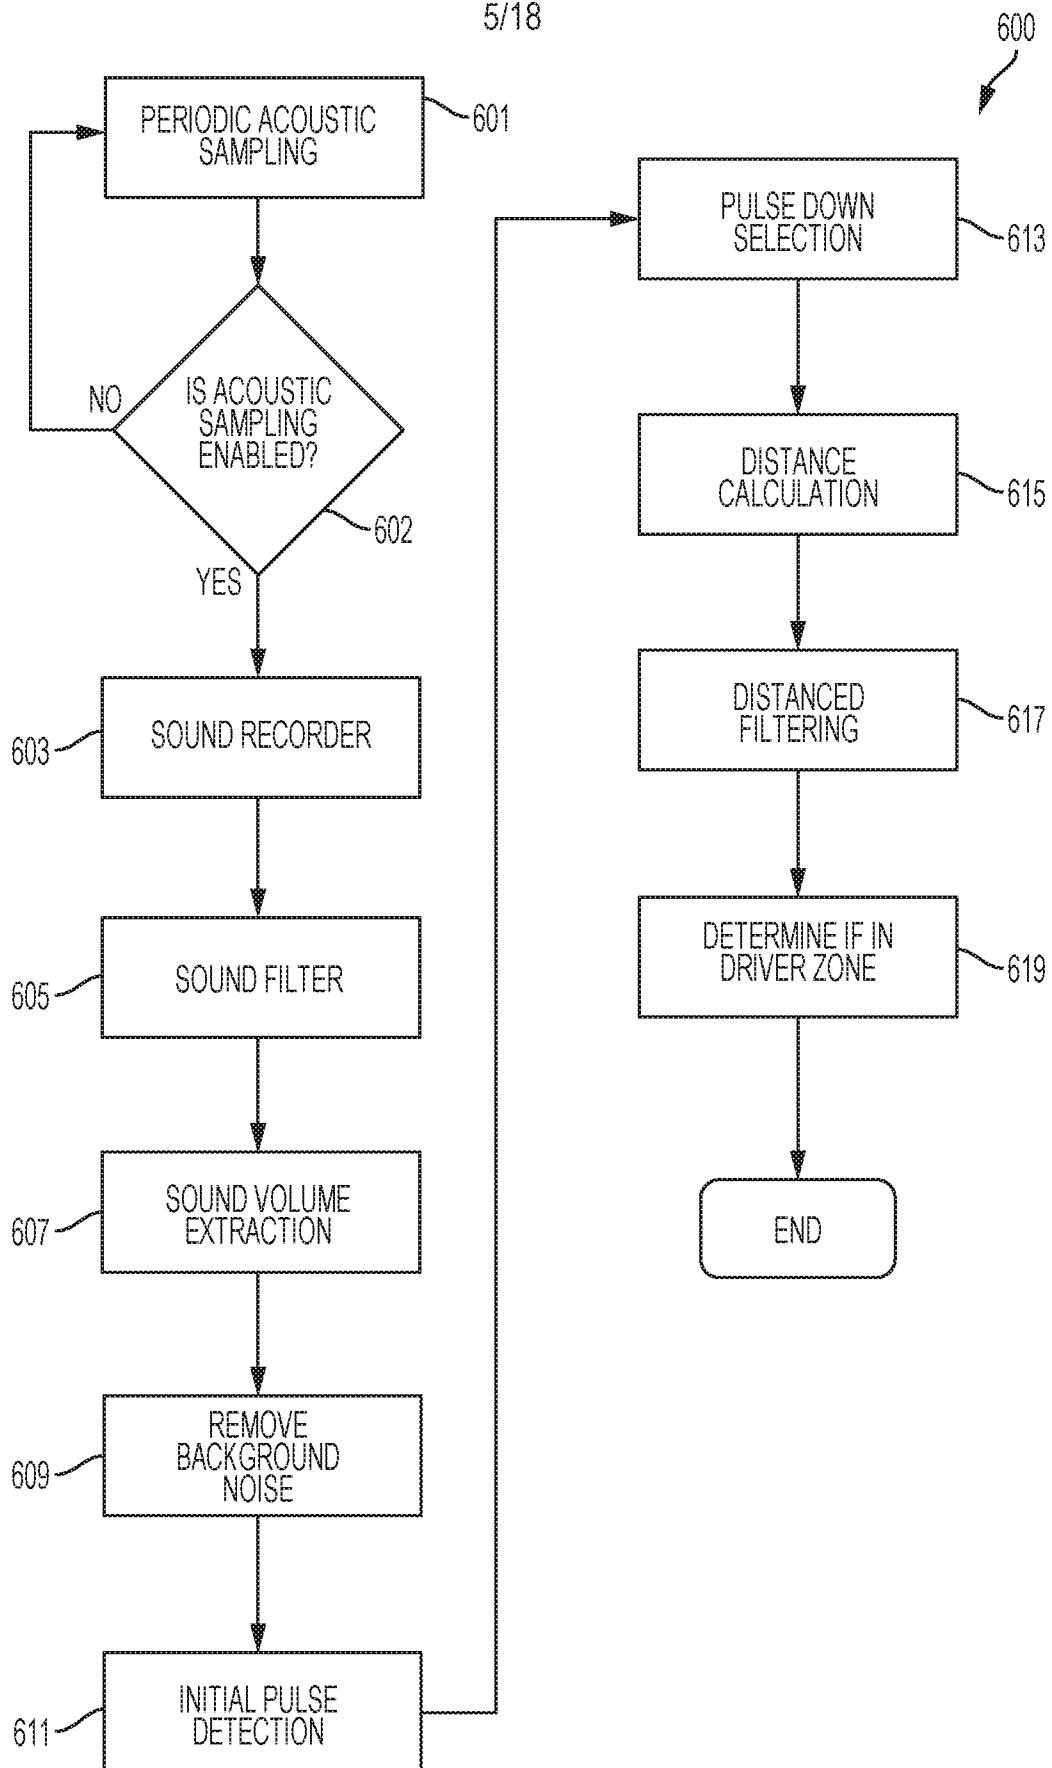 5/18
600
PERIODIC ACOUSTIC
SAMPLING
601
IS ACOUSTIC
SAMPLING
ENABLED?
NO
602
YES
SOUND RECORDER
603
SOUND FILTER
605
SOUND VOLUME
EXTRACTION
607
REMOVE
BACKGROUND
NOISE
609
INITIAL PULSE
DETECTION
611
PULSE DOWN
SELECTION
613
DISTANCE
CALCULATION
615
DISTANCED
FILTERING
617
DETERMINE IF IN
DRIVER ZONE
619
END